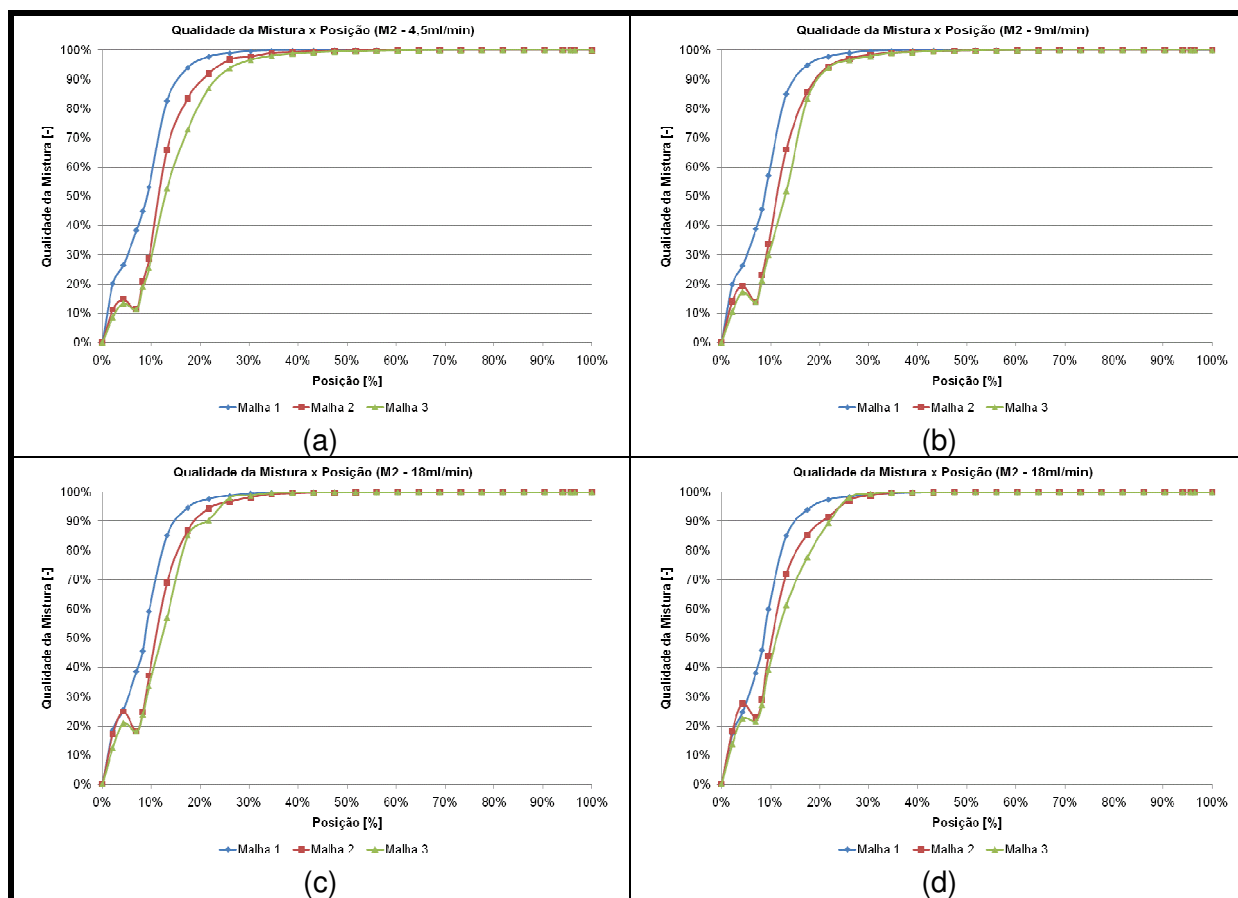 Qualidade da Mistura x Posição (M2 - 4,5ml/min)
Qualidade da Mistura [-]
100%
90%
80%
70%
60%
50%
40%
30%
20%
10%
0%
0% 10% 20% 30% 40% 50% 60% 70% 80% 90% 100%
Posição [%]
Malha 1 Malha 2 Malha 3
(a)
Qualidade da Mistura x Posição (M2 - 9ml/min)
Qualidade da Mistura [-]
100%
90%
80%
70%
60%
50%
40%
30%
20%
10%
0%
0% 10% 20% 30% 40% 50% 60% 70% 80% 90% 100%
Posição [%]
Malha 1 Malha 2 Malha 3
(b)
Qualidade da Mistura x Posição (M2 - 18ml/min)
Qualidade da Mistura [-]
100%
90%
80%
70%
60%
50%
40%
30%
20%
10%
0%
0% 10% 20% 30% 40% 50% 60% 70% 80% 90% 100%
Posição [%]
Malha 1 Malha 2 Malha 3
(c)
Qualidade da Mistura x Posição (M2 - 18ml/min)
Qualidade da Mistura [-]
100%
90%
80%
70%
60%
50%
40%
30%
20%
10%
0%
0% 10% 20% 30% 40% 50% 60% 70% 80% 90% 100%
Posição [%]
Malha 1 Malha 2 Malha 3
(d)